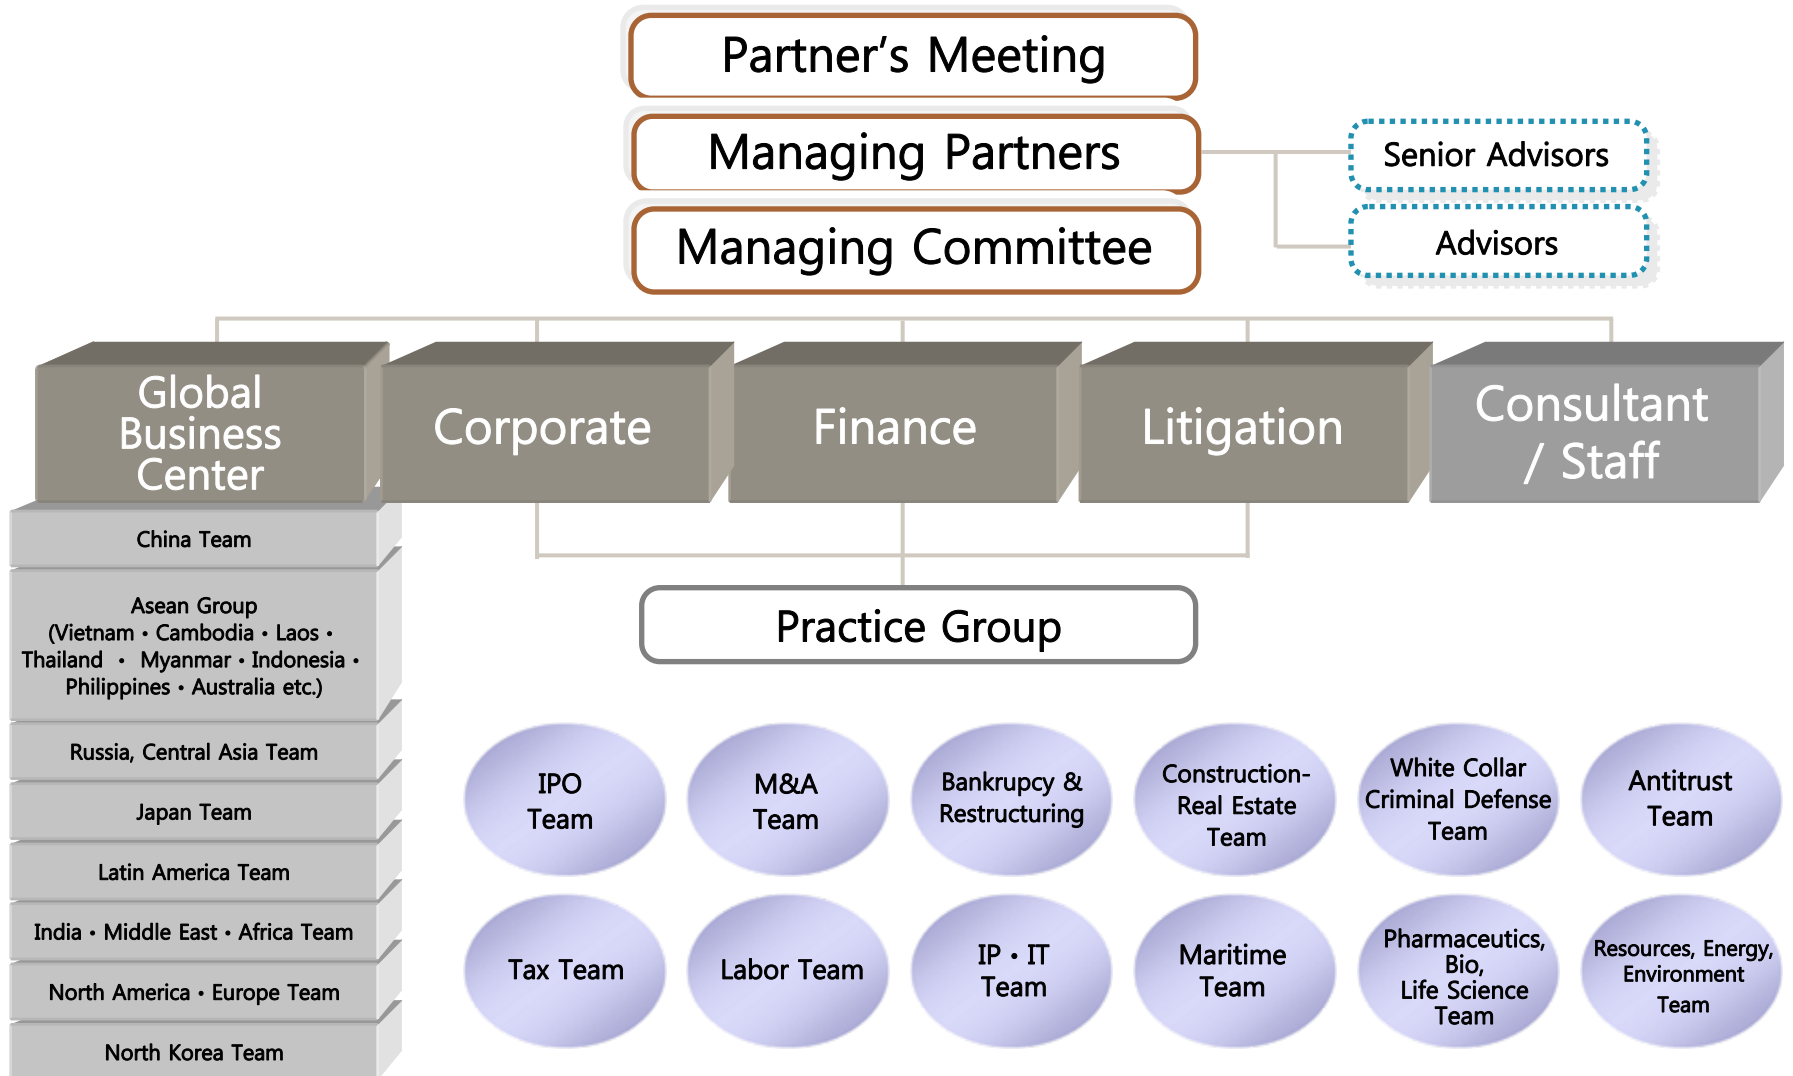 Partner’s Meeting
Managing Partners
Senior Advisors
Managing Committee
Advisors
Global
Business
Center
Corporate
Finance
Litigation
Consultant
/ Staff
China Team
Asean Group
(Vietnam • Cambodia • Laos •
Thailand • Myanmar • Indonesia •
Philippines • Australia etc.)
Russia, Central Asia Team
Japan Team
Latin America Team
India • Middle East • Africa Team
North America • Europe Team
North Korea Team
Practice Group
IPO
Team
M&A
Team
Bankrupcy &
Restructuring
Construction-
Real Estate
Team
White Collar
Criminal Defense
Team
Antitrust
Team
Tax Team
Labor Team
IP • IT
Team
Maritime
Team
Pharmaceutics,
Bio,
Life Science
Team
Resources, Energy,
Environment
Team